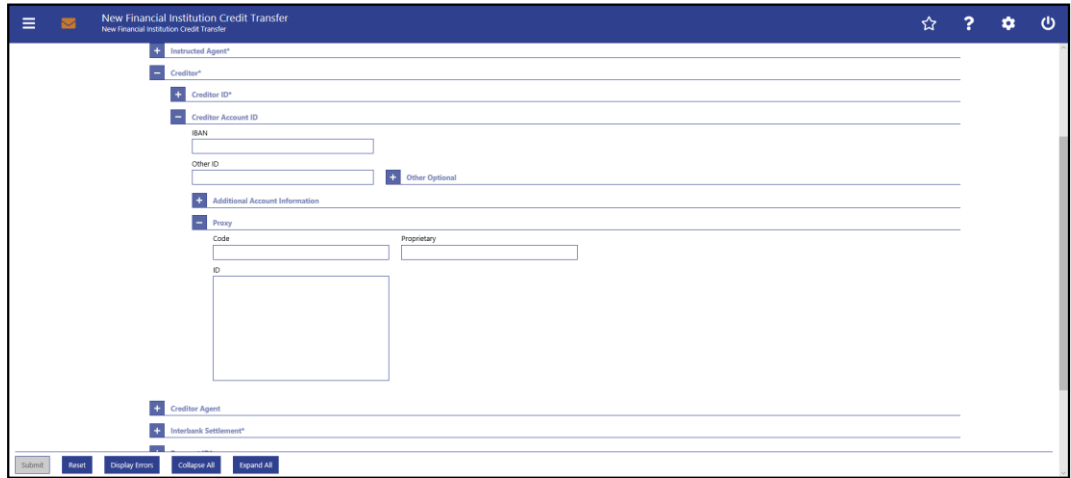 New Financial Institution Credit Transfer
New Financial Institution Credit Transfer
Instructed Agent*
Creditor*
Creditor ID*
Creditor Account ID
IBAN
Other ID
Other Optional
Additional Account Information
Proxy
Code Proprietary
ID
Creditor Agent
Interbank Settlement*
Submit Reset Display Errors Collapse All Expand All